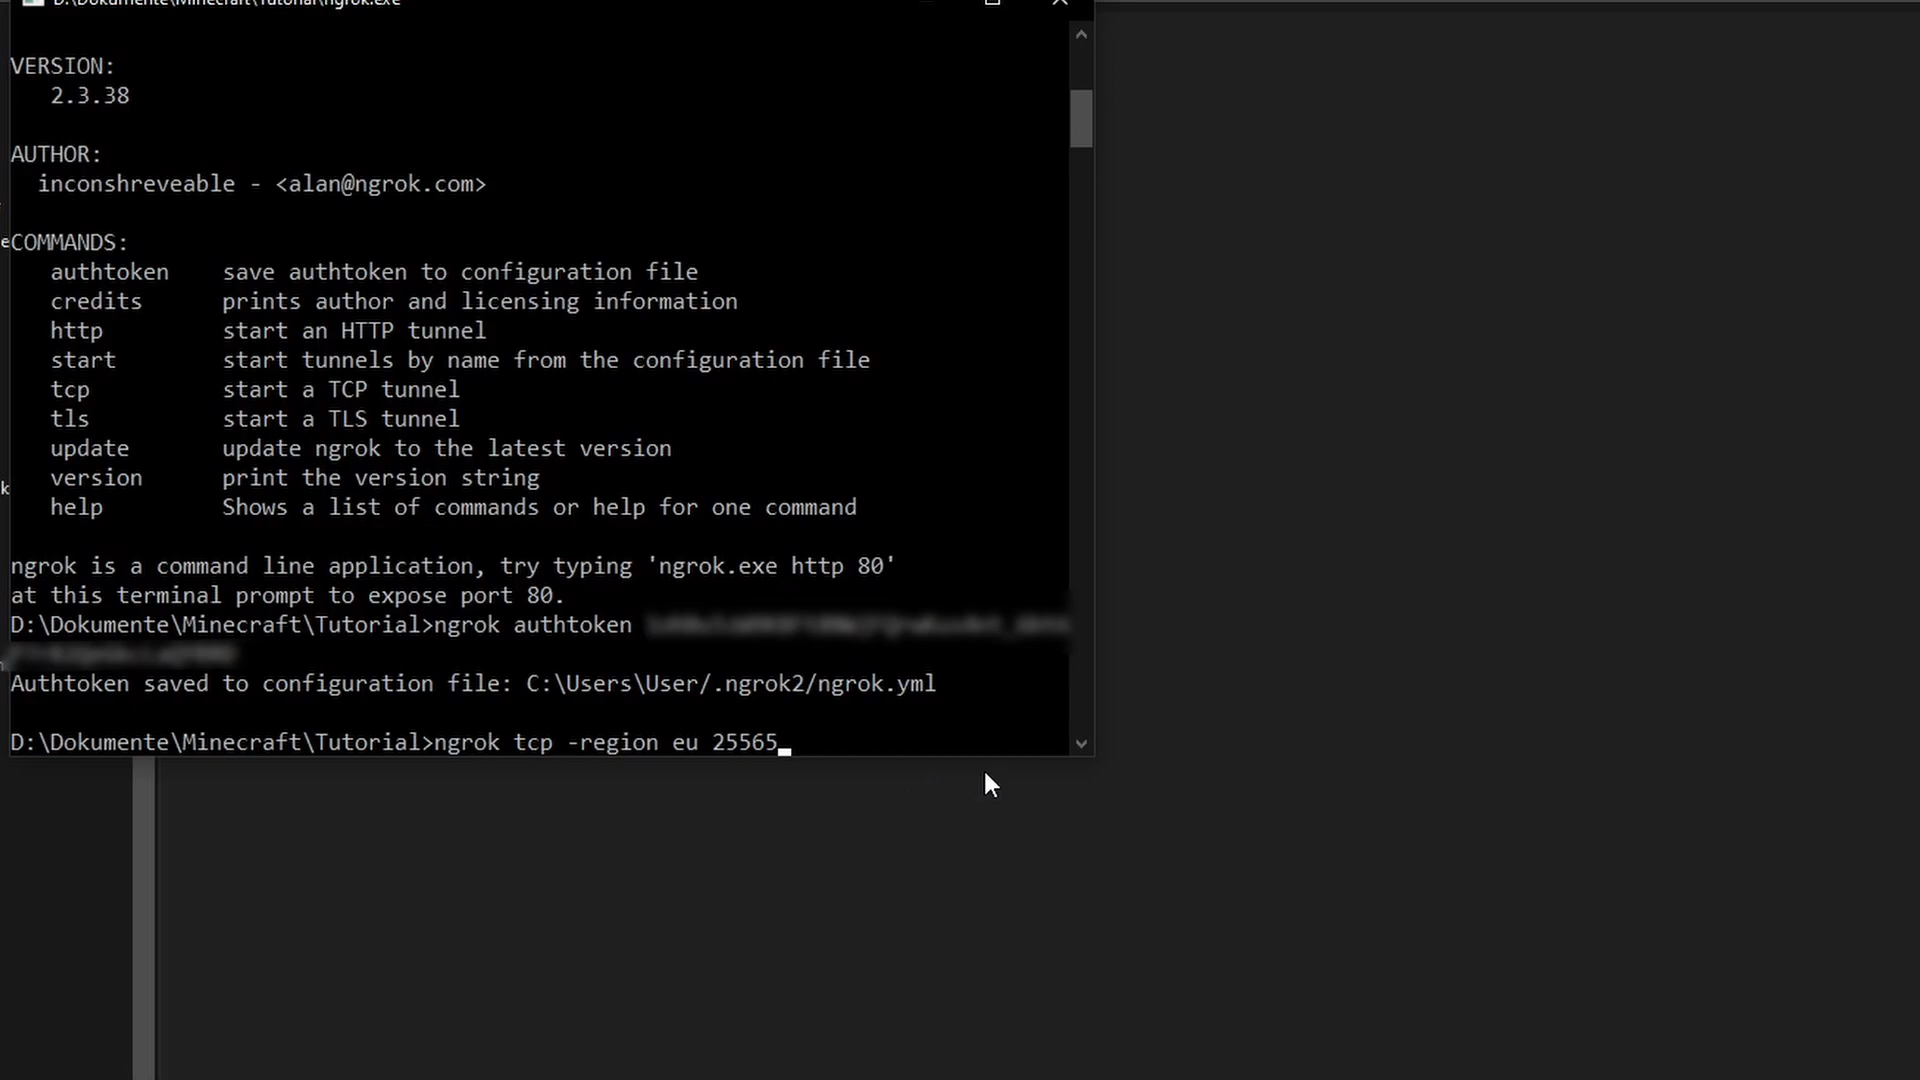 D:\Dokumente\Minecraft\Tutorial\ngrok.exe
VERSION:
2.3.38
AUTHOR:
inconshreveable - <alan@ngrok.com>
COMMANDS:
authtoken save authtoken to configuration file
credits prints author and licensing information
http start an HTTP tunnel
start start tunnels by name from the configuration file
tcp start a TCP tunnel
tls start a TLS tunnel
update update ngrok to the latest version
version print the version string
help Shows a list of commands or help for one command
ngrok is a command line application, try typing 'ngrok.exe http 80'
at this terminal prompt to expose port 80.
D:\Dokumente\Minecraft\Tutorial>ngrok authtoken
Authtoken saved to configuration file: C:\Users\User/.ngrok2/ngrok.yml
D:\Dokumente\Minecraft\Tutorial>ngrok tcp -region eu 25565